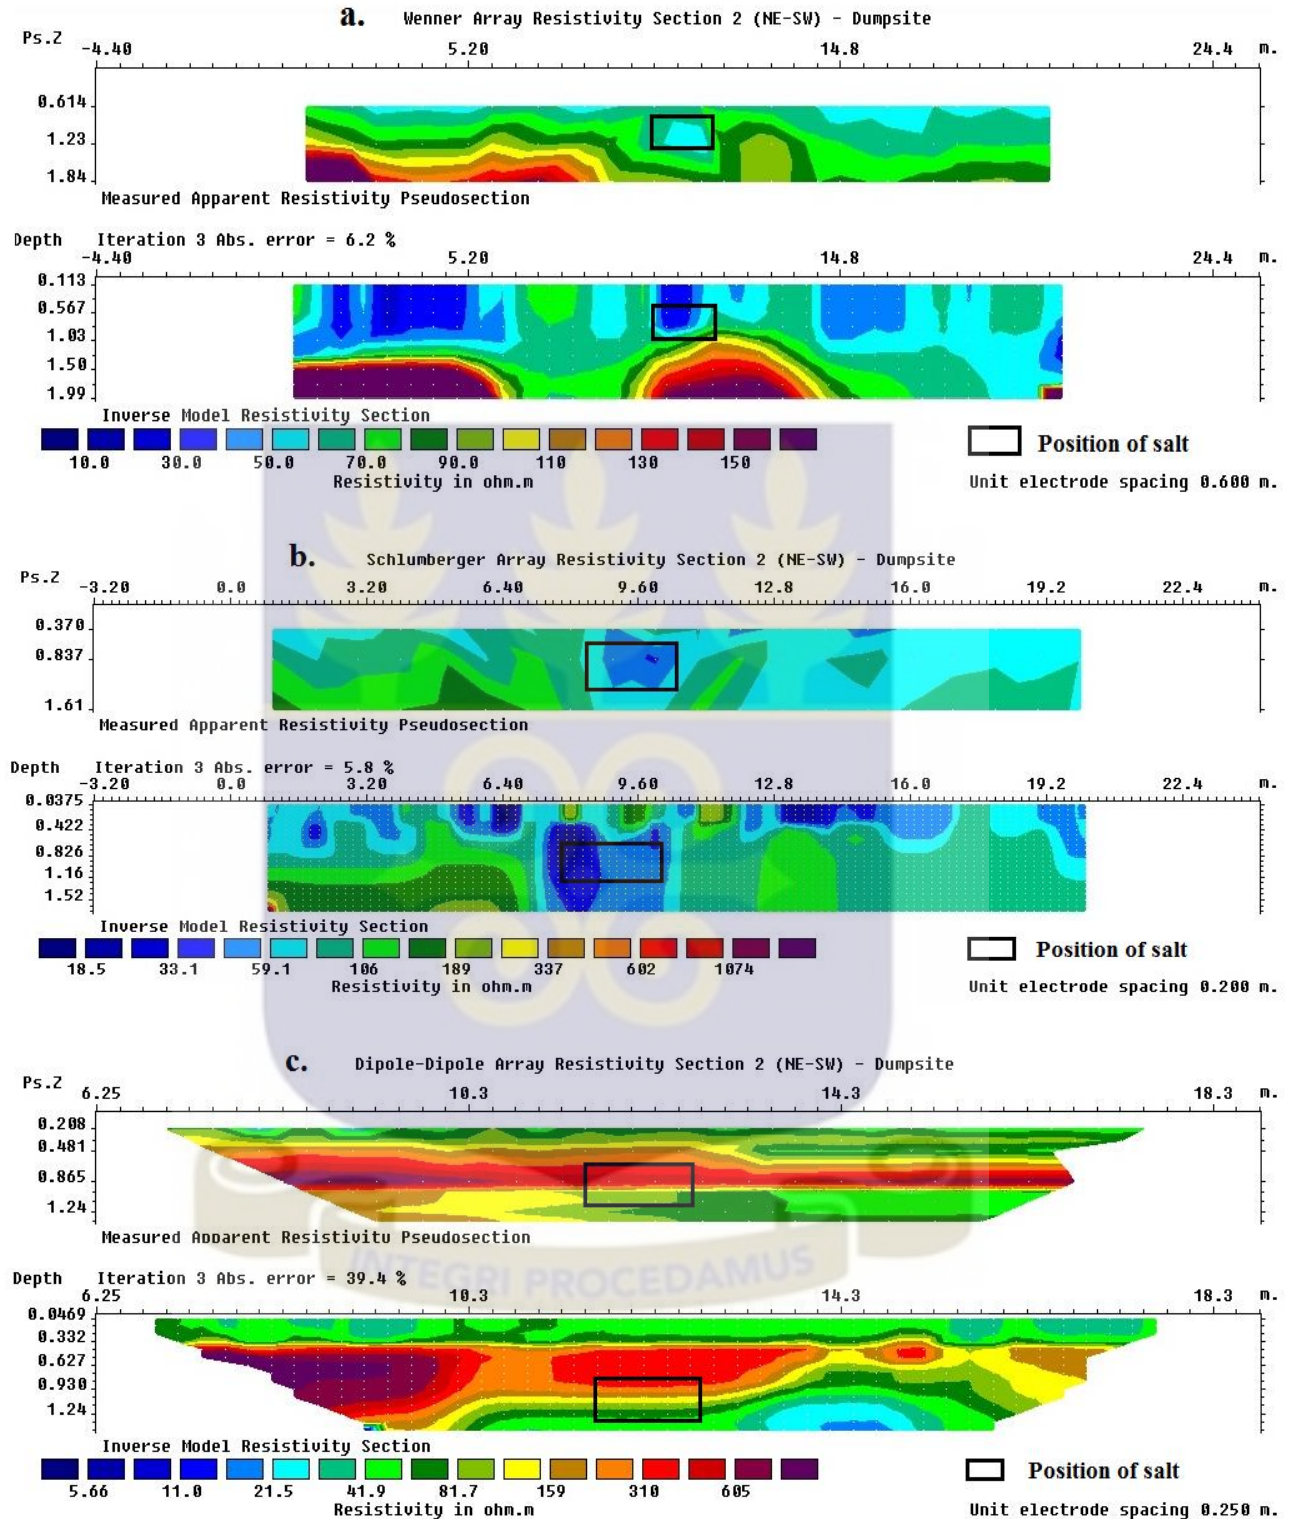 a. Wenner Array Resistivity Section 2 (NE-SW) - Dumpsite
Ps.Z -4.40 5.20 14.8 24.4 m.
0.614
1.23
1.84
Measured Apparent Resistivity Pseudosection
Depth Iteration 3 Abs. error = 6.2 %
-4.40 5.20 14.8 24.4 m.
0.113
0.567
1.03
1.50
1.99
Inverse Model Resistivity Section
10.0 30.0 50.0 70.0 90.0 110 130 150
Resistivity in ohm.m
Position of salt
Unit electrode spacing 0.600 m.
b. Schlumberger Array Resistivity Section 2 (NE-SW) - Dumpsite
Ps.Z -3.20 0.0 3.20 6.40 9.60 12.8 16.0 19.2 22.4 m.
0.370
0.837
1.61
Measured Apparent Resistivity Pseudosection
Depth Iteration 3 Abs. error = 5.8 %
-3.20 0.0 3.20 6.40 9.60 12.8 16.0 19.2 22.4 m.
0.0375
0.422
0.826
1.16
1.52
Inverse Model Resistivity Section
18.5 33.1 59.1 106 189 337 602 1074
Resistivity in ohm.m
Position of salt
Unit electrode spacing 0.200 m.
c. Dipole-Dipole Array Resistivity Section 2 (NE-SW) - Dumpsite
Ps.Z 6.25 10.3 14.3 18.3 m.
0.208
0.481
0.865
1.24
Measured Apparent Resistivity Pseudosection
INTEGRI PROCEDAMUS
Depth Iteration 3 Abs. error = 39.4 %
6.25 10.3 14.3 18.3 m.
0.0469
0.332
0.627
0.930
1.24
Inverse Model Resistivity Section
5.66 11.0 21.5 41.9 81.7 159 310 605
Resistivity in ohm.m
Position of salt
Unit electrode spacing 0.250 m.